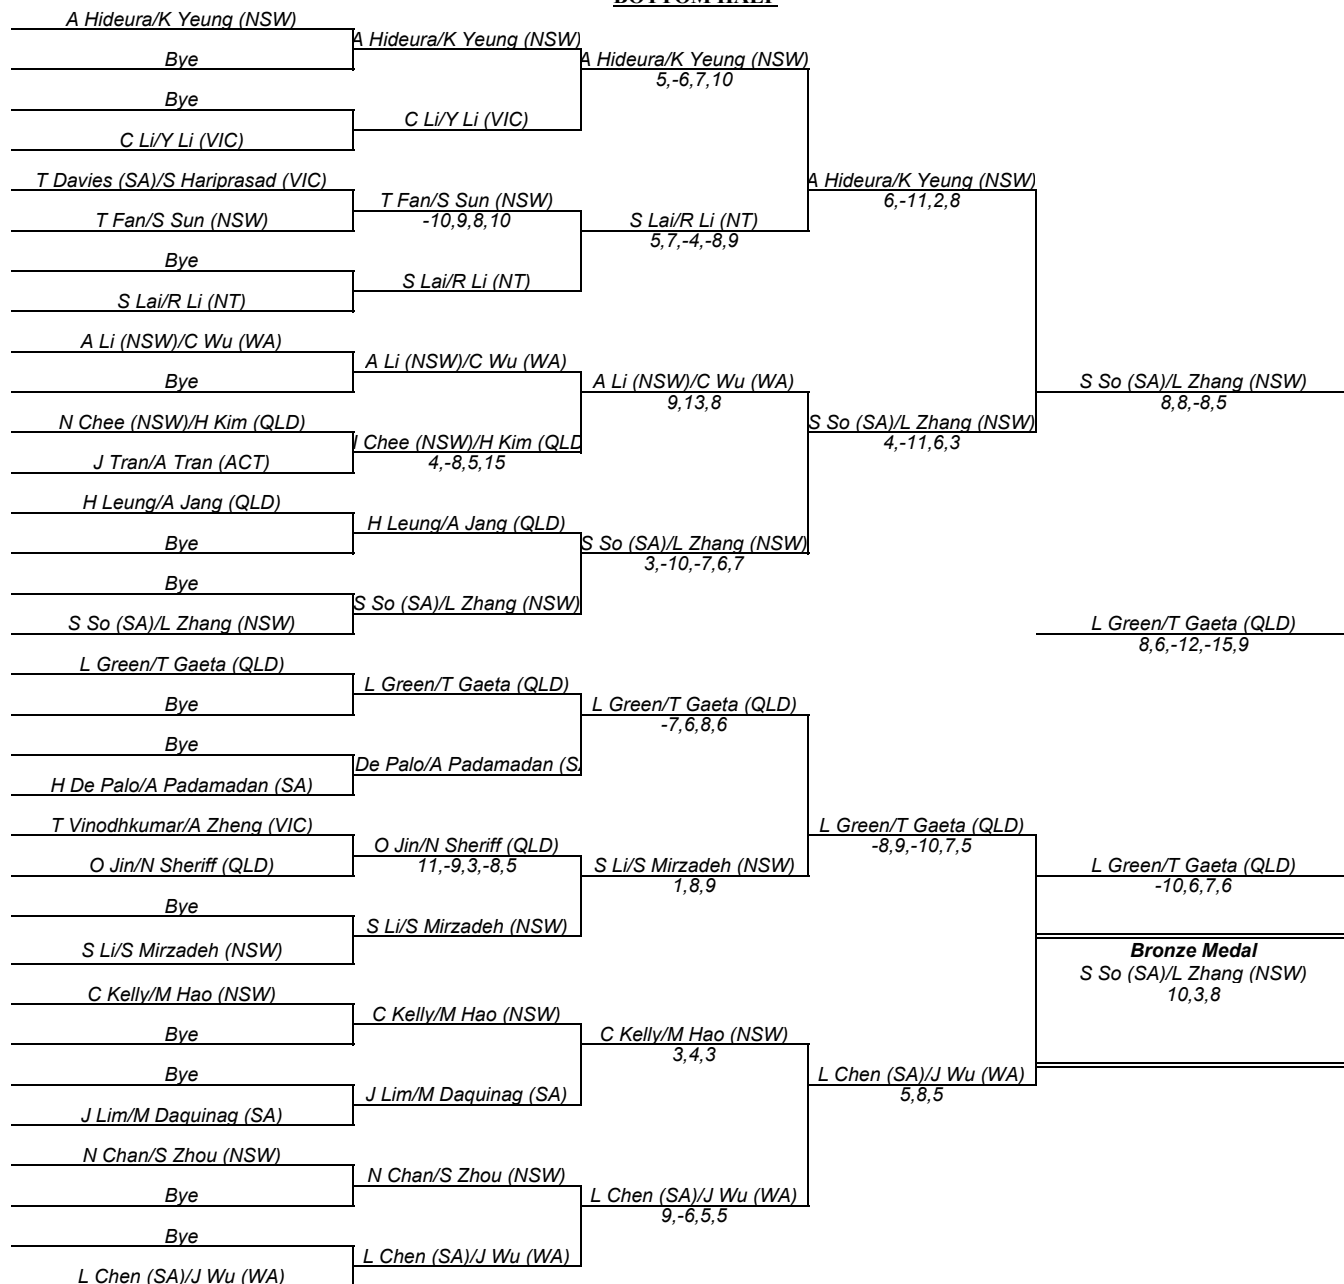 BOTTOM HALF
A Hideura/K Yeung (NSW)
Bye
Bye
C Li/Y Li (VIC)
T Davies (SA)/S Hariprasad (VIC)
T Fan/S Sun (NSW)
Bye
S Lai/R Li (NT)
A Li (NSW)/C Wu (WA)
Bye
N Chee (NSW)/H Kim (QLD)
J Tran/A Tran (ACT)
H Leung/A Jang (QLD)
Bye
Bye
S So (SA)/L Zhang (NSW)
L Green/T Gaeta (QLD)
Bye
Bye
H De Palo/A Padamadan (SA)
T Vinodhkumar/A Zheng (VIC)
O Jin/N Sheriff (QLD)
Bye
S Li/S Mirzadeh (NSW)
C Kelly/M Hao (NSW)
Bye
Bye
J Lim/M Daquinag (SA)
N Chan/S Zhou (NSW)
Bye
Bye
L Chen (SA)/J Wu (WA)
A Hideura/K Yeung (NSW)
C Li/Y Li (VIC)
T Fan/S Sun (NSW)
-10,9,8,10
S Lai/R Li (NT)
A Li (NSW)/C Wu (WA)
Chee (NSW)/H Kim (QLD
4,-8,5,15
H Leung/A Jang (QLD)
S So (SA)/L Zhang (NSW)
L Green/T Gaeta (QLD)
De Palo/A Padamadan (S
O Jin/N Sheriff (QLD)
11,-9,3,-8,5
S Li/S Mirzadeh (NSW)
C Kelly/M Hao (NSW)
J Lim/M Daquinag (SA)
N Chan/S Zhou (NSW)
L Chen (SA)/J Wu (WA)
A Hideura/K Yeung (NSW)
5,-6,7,10
S Lai/R Li (NT)
5,7,-4,-8,9
A Li (NSW)/C Wu (WA)
9,13,8
S So (SA)/L Zhang (NSW)
3,-10,-7,6,7
L Green/T Gaeta (QLD)
-7,6,8,6
S Li/S Mirzadeh (NSW)
1,8,9
C Kelly/M Hao (NSW)
3,4,3
L Chen (SA)/J Wu (WA)
9,-6,5,5
A Hideura/K Yeung (NSW)
6,-11,2,8
S So (SA)/L Zhang (NSW)
4,-11,6,3
L Green/T Gaeta (QLD)
-8,9,-10,7,5
L Chen (SA)/J Wu (WA)
5,8,5
S So (SA)/L Zhang (NSW)
8,8,-8,5
L Green/T Gaeta (QLD)
8,6,-12,-15,9
L Green/T Gaeta (QLD)
-10,6,7,6
Bronze Medal
S So (SA)/L Zhang (NSW)
10,3,8